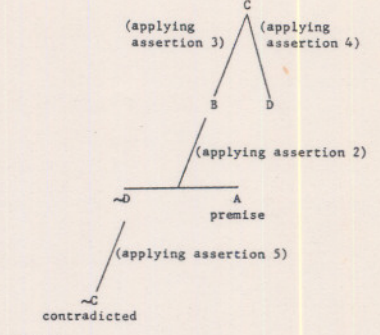 C
(applying assertion 3)
(applying assertion 4)
B D
(applying assertion 2)
~D A
premise
(applying assertion 5)
~C
contradicted